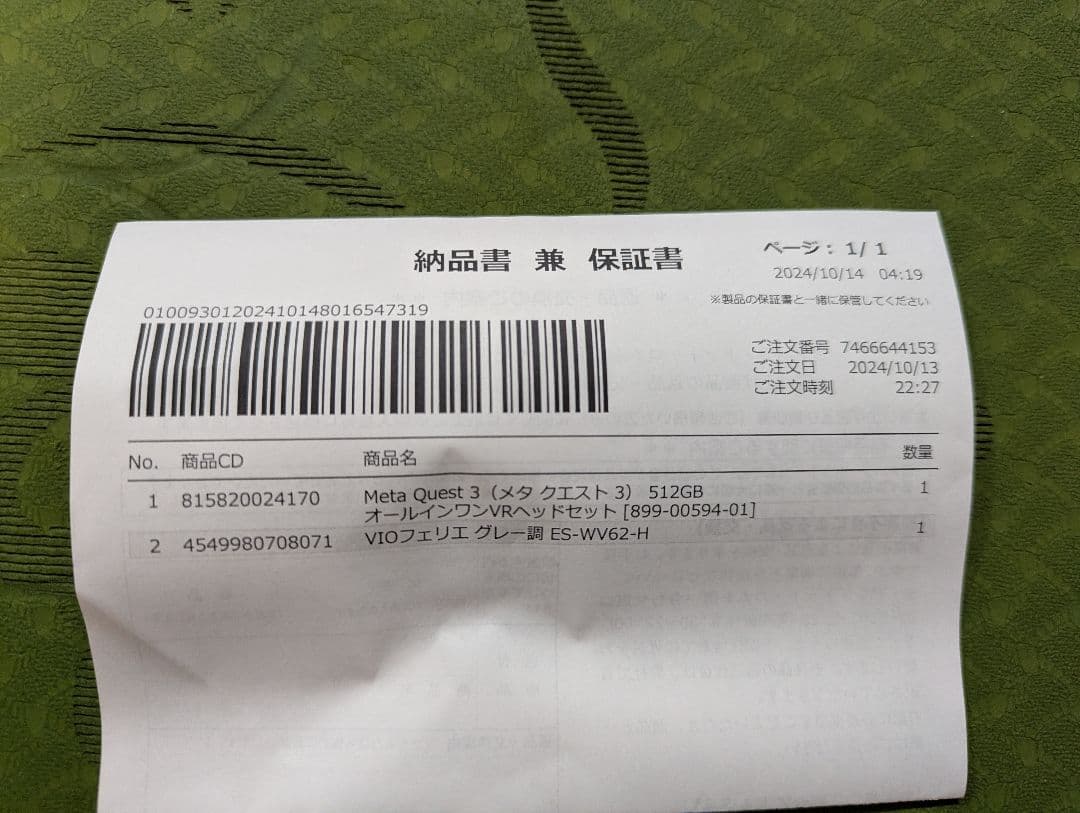 納品書 兼 保証書
ページ: 1/ 1
2024/10/14 04:19
※製品の保証書と一緒に保管してください
01009301202410148016547319
ご注文番号 7466644153
ご注文日 2024/10/13
ご注文時刻 22:27
No. 商品CD 商品名 数量
1 815820024170 Meta Quest 3（メタ クエスト 3） 512GB 1
オールインワンVRヘッドセット [899-00594-01]
2 4549980708071 VIOフェリエ グレー調 ES-WV62-H 1